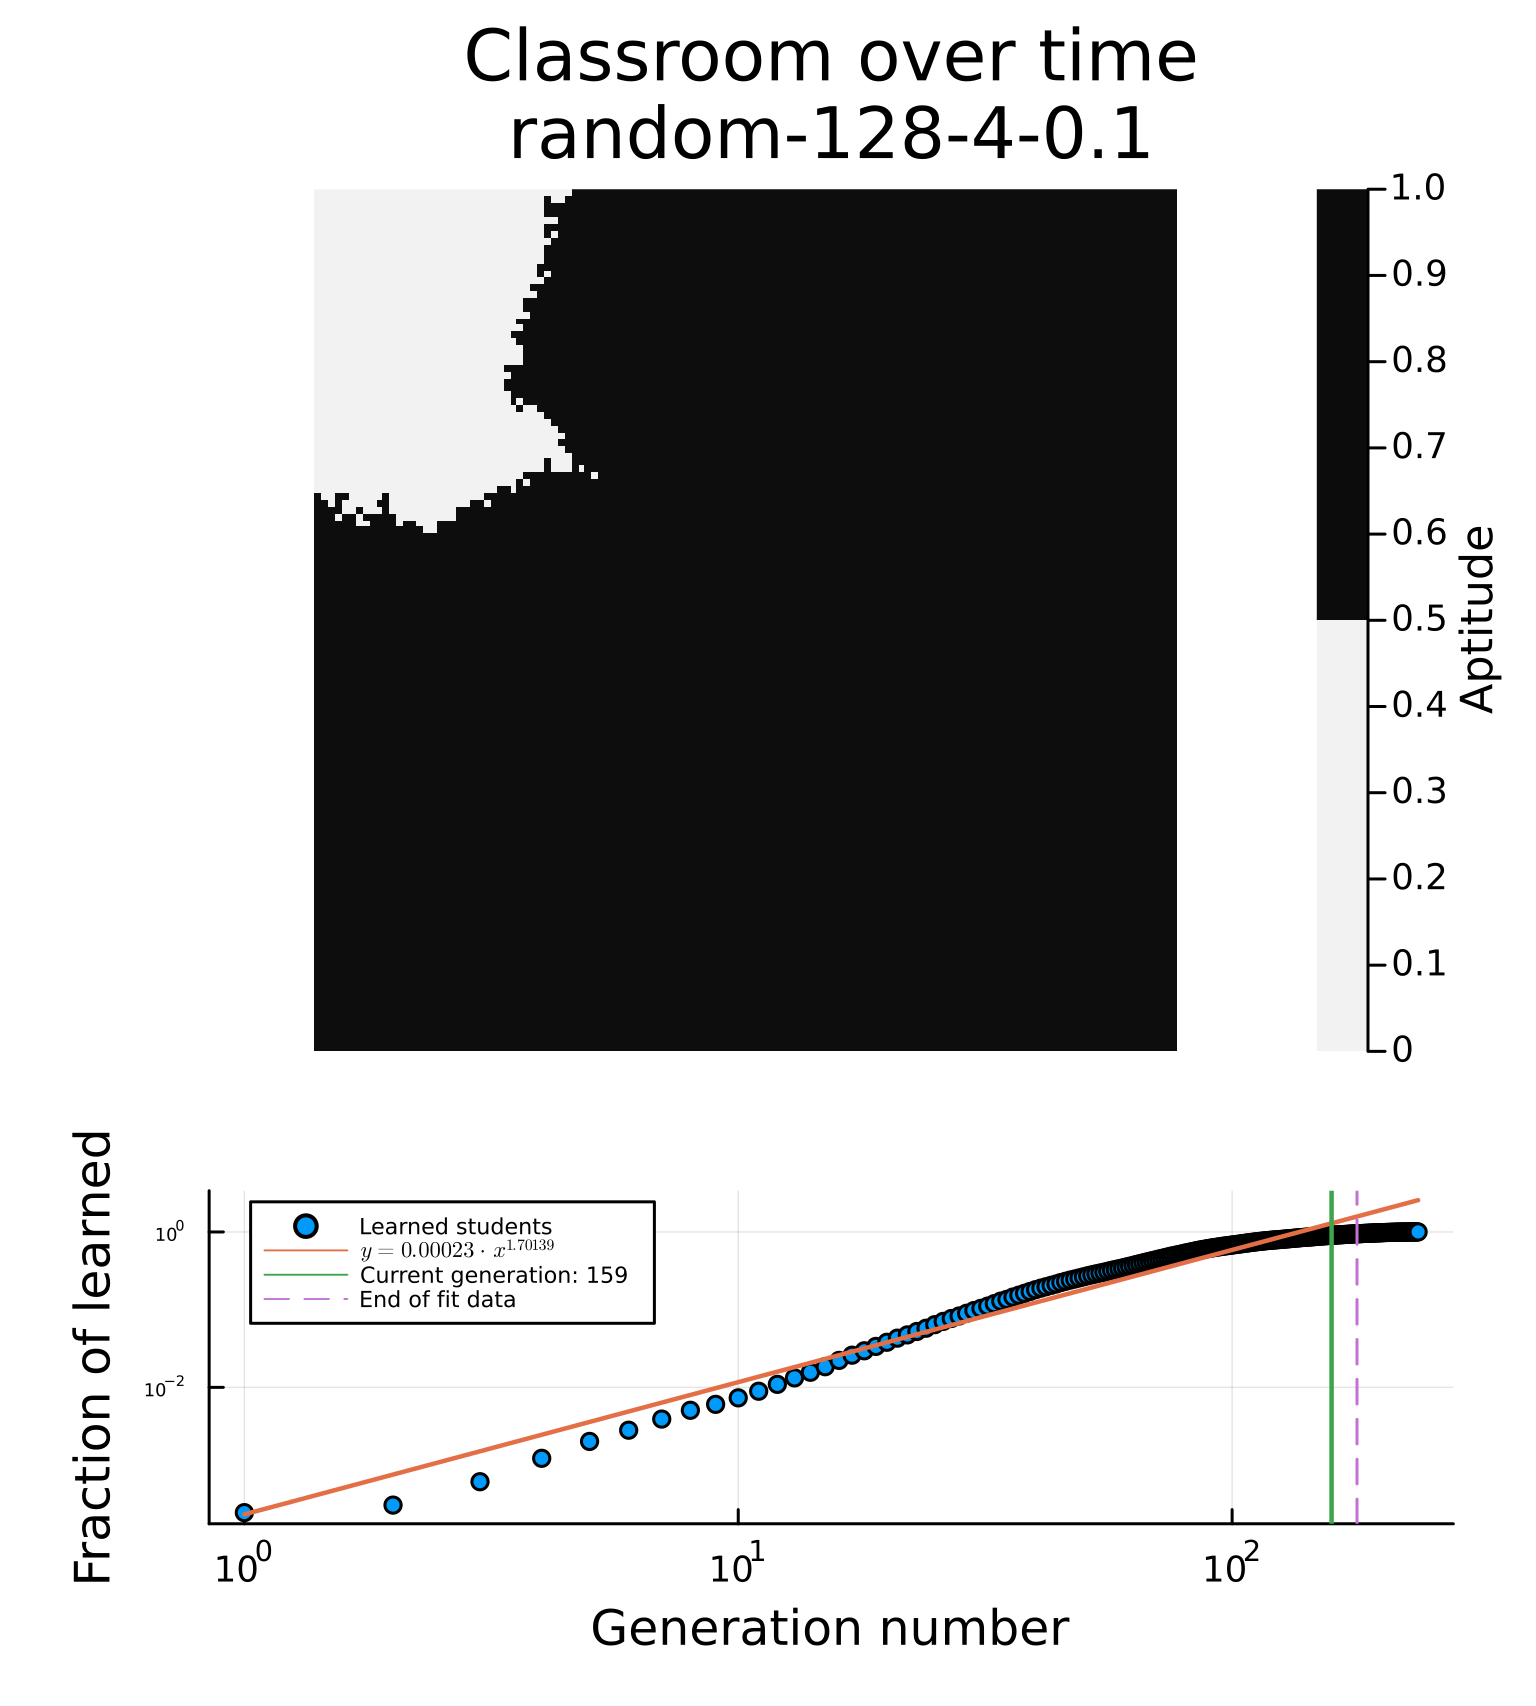 Classroom over time
random-128-4-0.1
1.0
0.9
0.8
0.7
0.6
0.5
0.4
0.3
0.2
0.1
0
Aptitude
Fraction of learned
10⁰
10⁻²
Learned students
y = 0.00023 · x^1.70139
Current generation: 159
End of fit data
10⁰
10¹
10²
Generation number